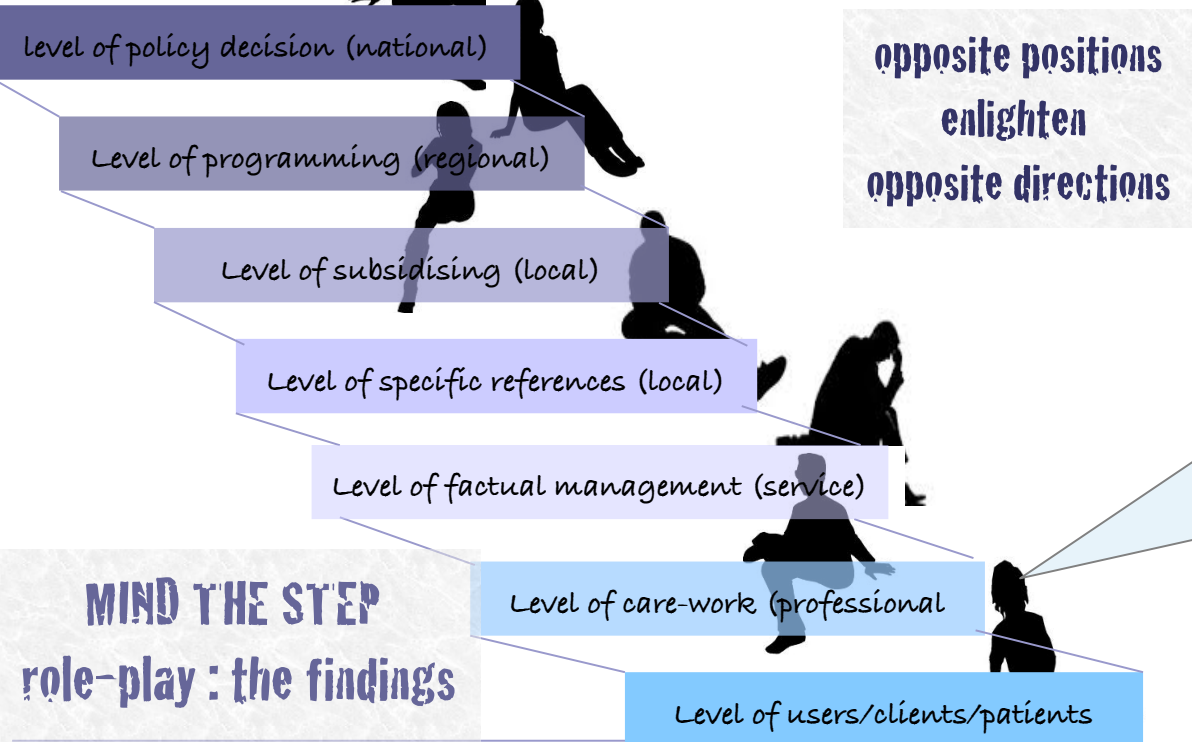 level of policy decision (national)
opposite positions
enlighten
opposite directions
Level of programming (regional)
Level of subsidising (local)
Level of specific references (local)
Level of factual management (service)
MIND THE STEP
role-play : the findings
Level of care-work (professional
Level of users/clients/patients